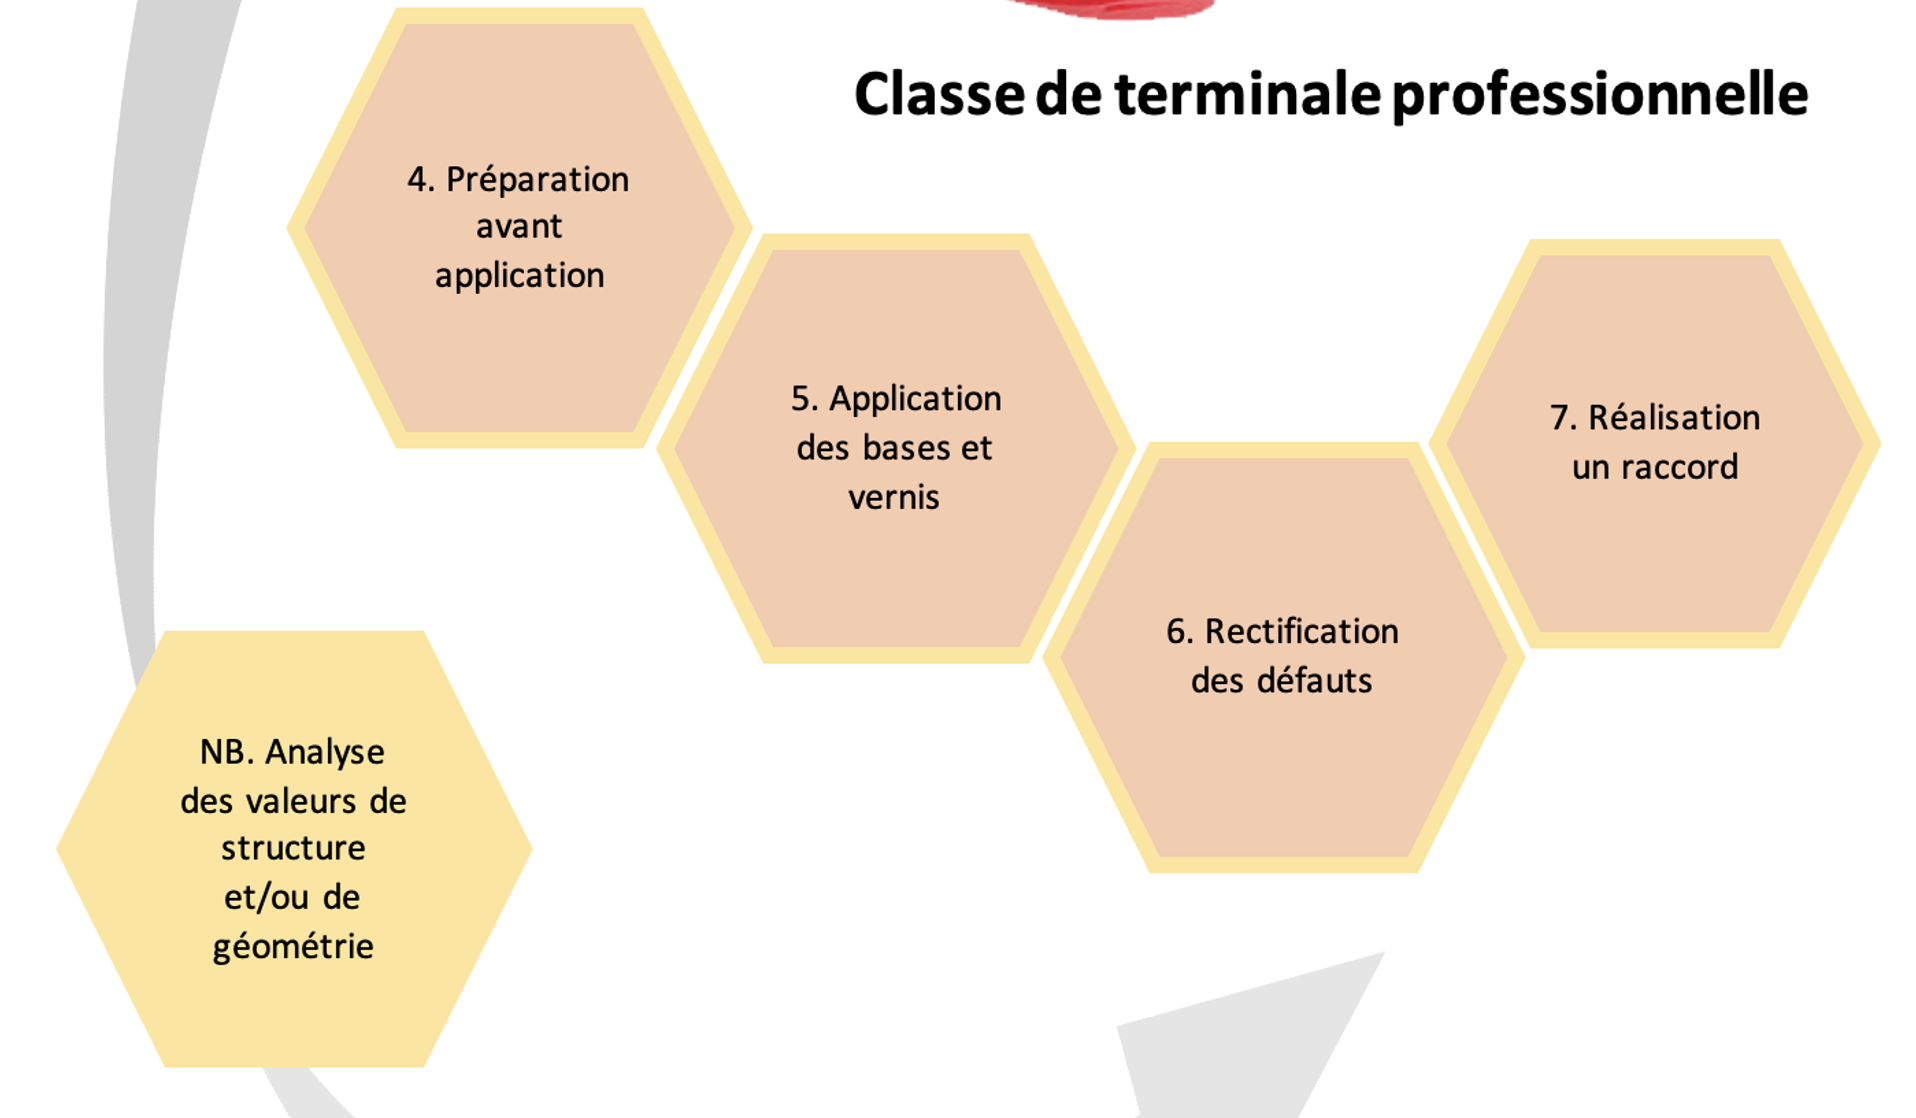 Classe de terminale professionnelle
4. Préparation
avant
application
5. Application
des bases et
vernis
6. Rectification
des défauts
7. Réalisation
un raccord
NB. Analyse
des valeurs de
structure
et/ou de
géométrie